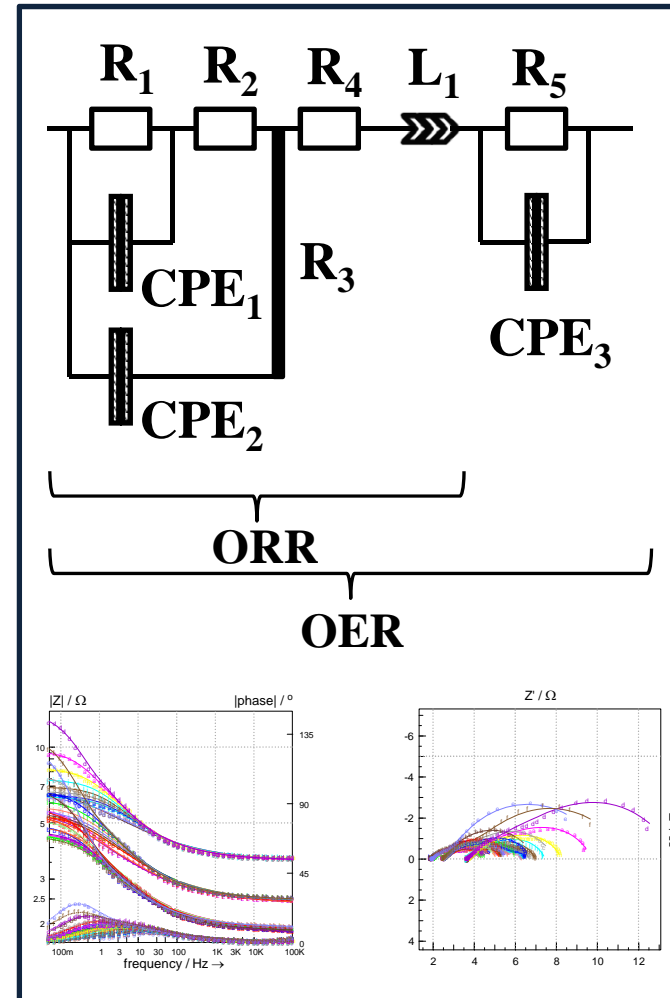 R₁ R₂ R₄ L₁ R₅
R₃
CPE₁
CPE₃
CPE₂
ORR
OER
|Z| / Ω |phase| / °
10
7
5
3
2.5
2
135
90
45
0
100m 1 3 10 30 100 1K 3K 10K 100K
frequency / Hz →
Z' / Ω
-6
-4
-2
0
2
4
2 4 6 8 10 12